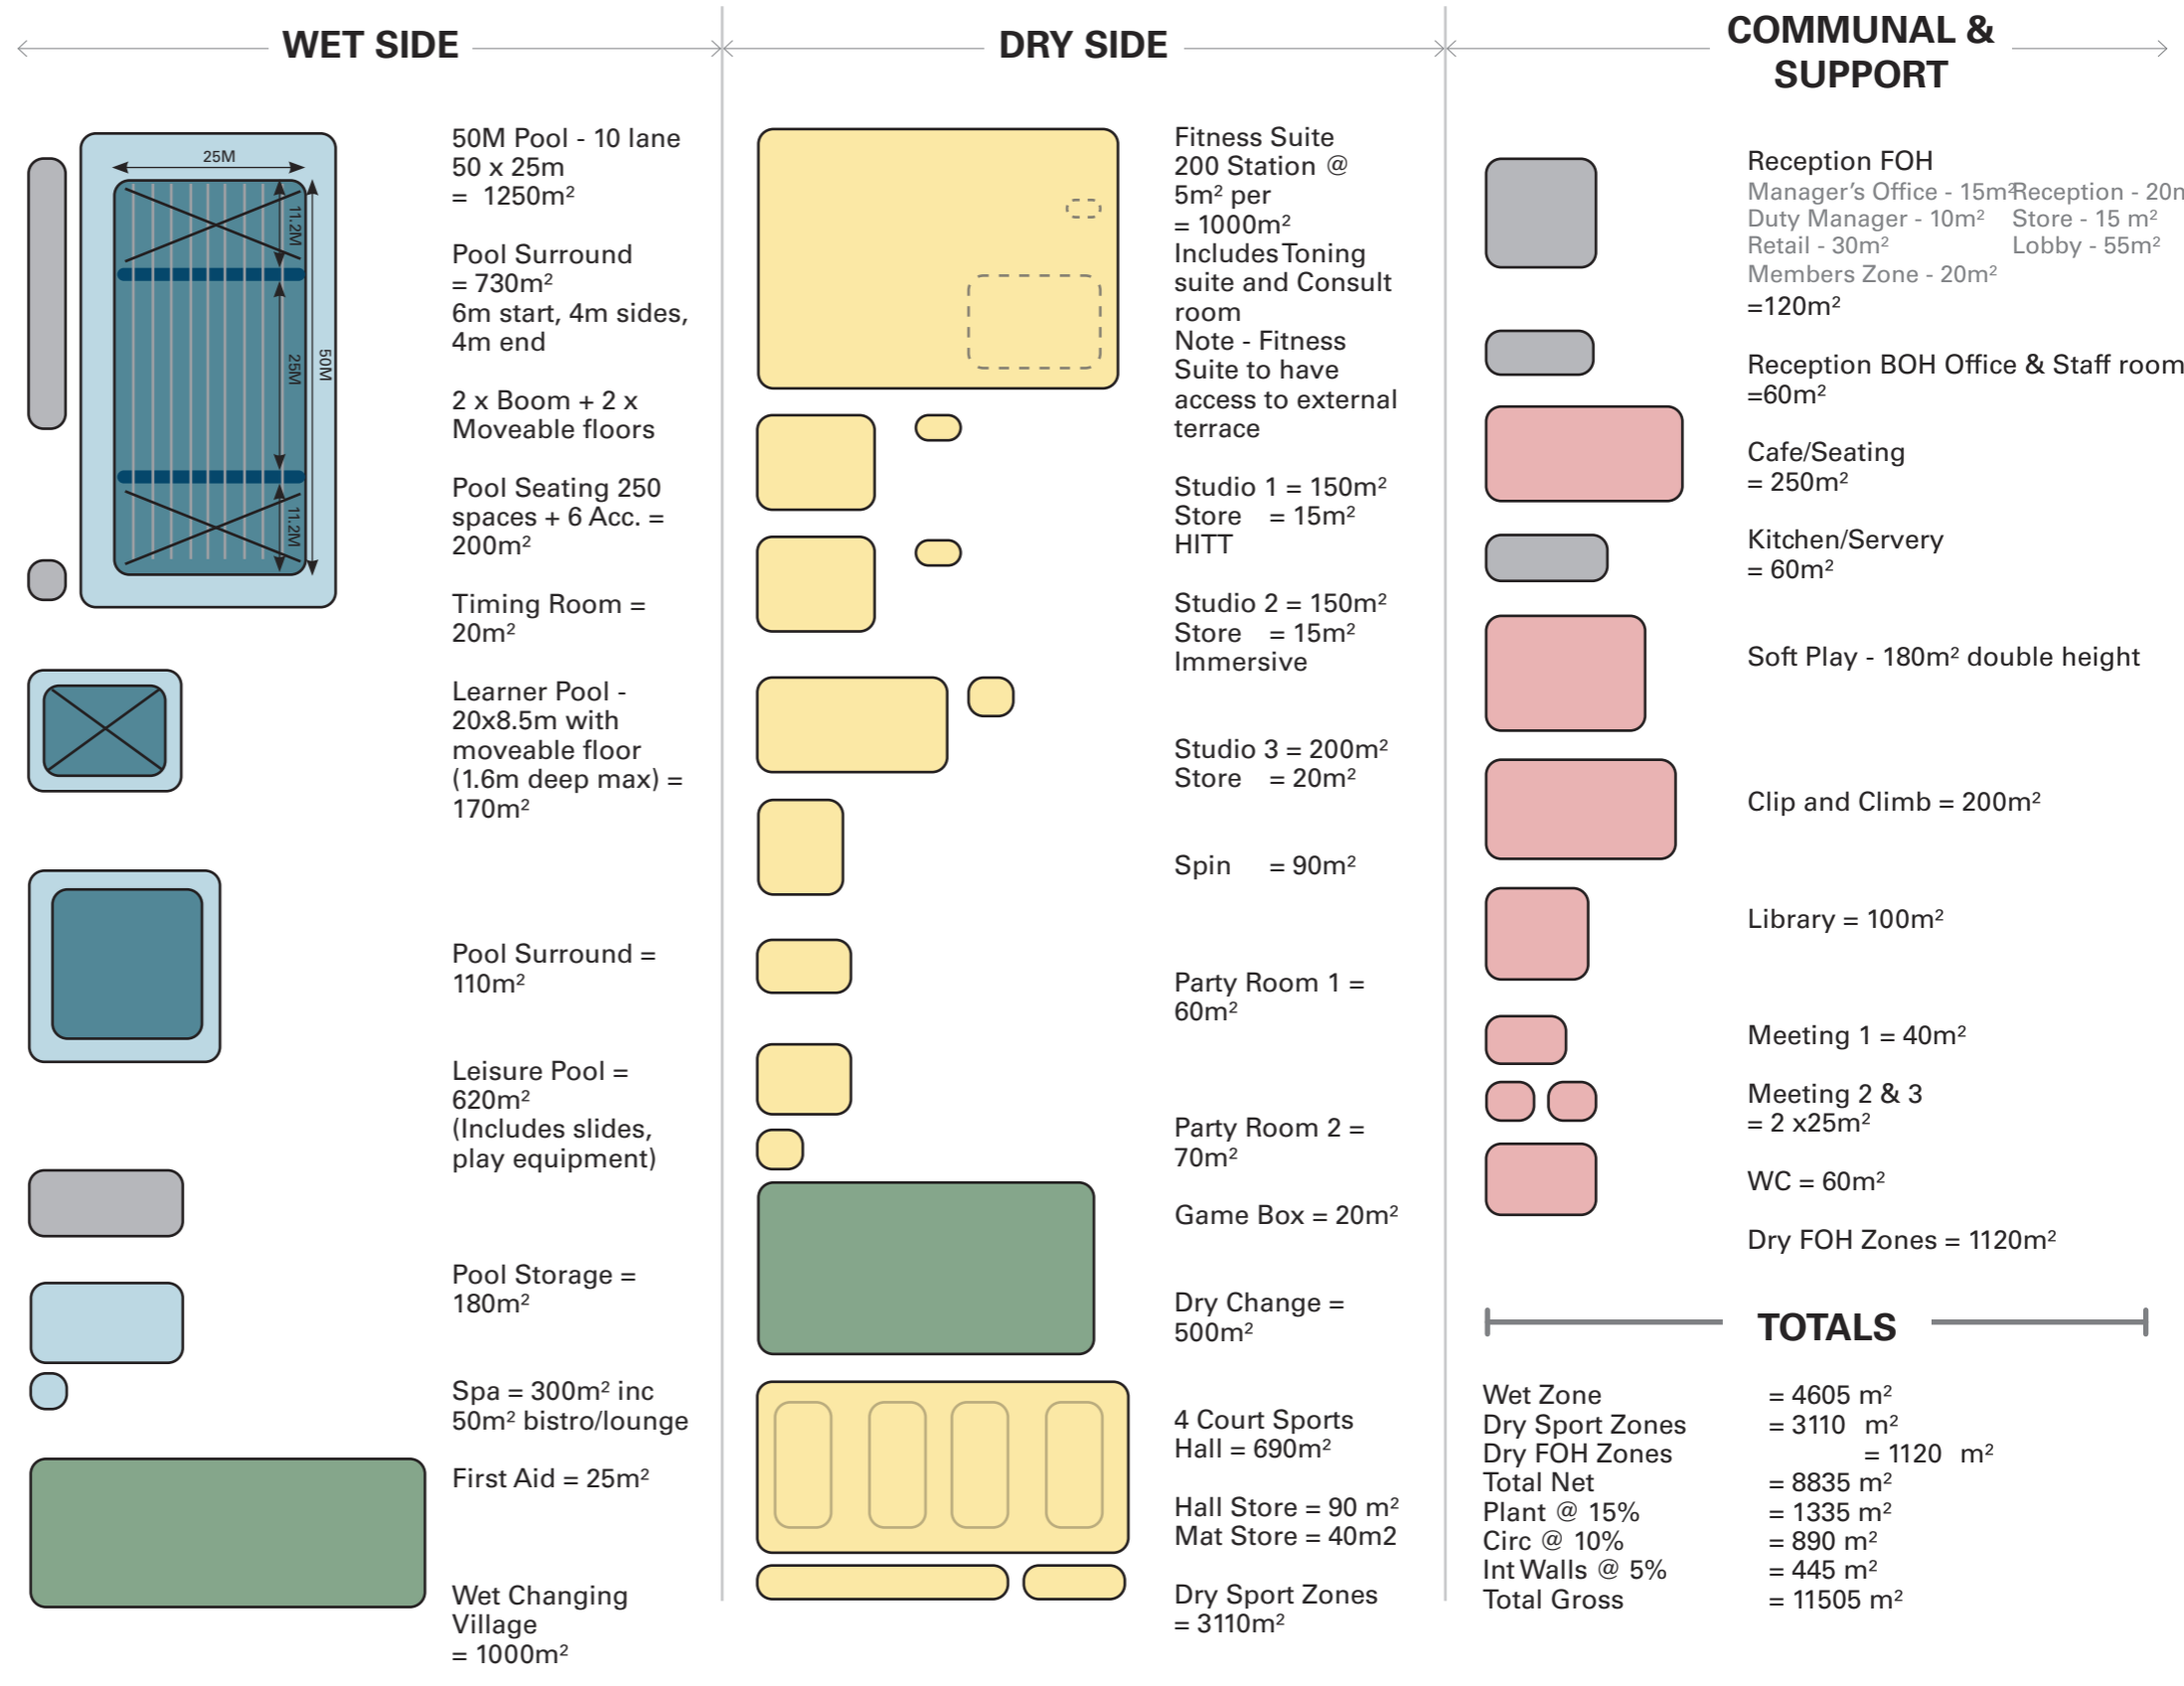 WET SIDE
25M
11.2M
25M
50M
11.2M
50M Pool - 10 lane
50 x 25m
= 1250m²
Pool Surround
= 730m²
6m start, 4m sides,
4m end
2 x Boom + 2 x
Moveable floors
Pool Seating 250
spaces + 6 Acc. =
200m²
Timing Room =
20m²
Learner Pool -
20x8.5m with
moveable floor
(1.6m deep max) =
170m²
Pool Surround =
110m²
Leisure Pool =
620m²
(Includes slides,
play equipment)
Pool Storage =
180m²
Spa = 300m² inc
50m² bistro/lounge
First Aid = 25m²
Wet Changing
Village
= 1000m²
DRY SIDE
Fitness Suite
200 Station @
5m² per
= 1000m²
Includes Toning
suite and Consult
room
Note - Fitness
Suite to have
access to external
terrace
Studio 1 = 150m²
Store = 15m²
HITT
Studio 2 = 150m²
Store = 15m²
Immersive
Studio 3 = 200m²
Store = 20m²
Spin = 90m²
Party Room 1 =
60m²
Party Room 2 =
70m²
Game Box = 20m²
Dry Change =
500m²
4 Court Sports
Hall = 690m²
Hall Store = 90 m²
Mat Store = 40m2
Dry Sport Zones
= 3110m²
COMMUNAL &
SUPPORT
Reception FOH
Manager's Office - 15m² Reception - 20m
Duty Manager - 10m² Store - 15 m²
Retail - 30m² Lobby - 55m²
Members Zone - 20m²
=120m²
Reception BOH Office & Staff room
=60m²
Cafe/Seating
= 250m²
Kitchen/Servery
= 60m²
Soft Play - 180m² double height
Clip and Climb = 200m²
Library = 100m²
Meeting 1 = 40m²
Meeting 2 & 3
= 2 x25m²
WC = 60m²
Dry FOH Zones = 1120m²
TOTALS
Wet Zone = 4605 m²
Dry Sport Zones = 3110 m²
Dry FOH Zones = 1120 m²
Total Net = 8835 m²
Plant @ 15% = 1335 m²
Circ @ 10% = 890 m²
Int Walls @ 5% = 445 m²
Total Gross = 11505 m²